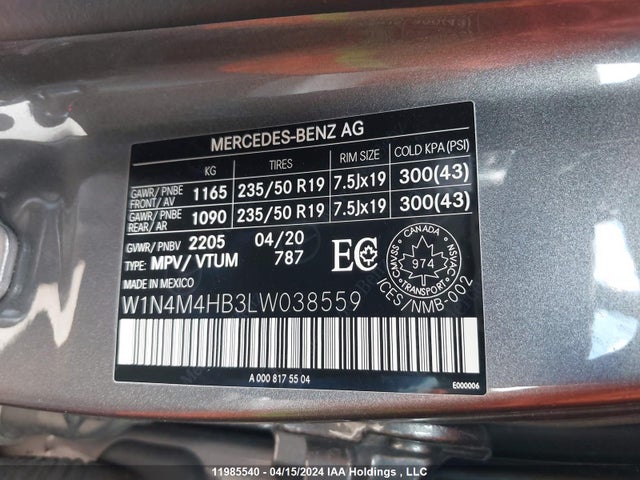 MERCEDES-BENZ AG
KG TIRES RIM SIZE COLD KPA(PSI)
GAWR/PNBE FRONT/AV 1165 235/50 R19 7.5Jx19 300(43)
GAWR/PNBE REAR/AR 1090 235/50 R19 7.5Jx19 300(43)
GVWR/PNBV 2205 04/20
TYPE: MPV/VTUM 787
MADE IN MEXICO
EC
CANADA
974
TRANSPORT
ICES/NMB-002
W1N4M4HB3LW038559
A 000 817 55 04
E000006
11985540 - 04/15/2024 IAA Holdings , LLC